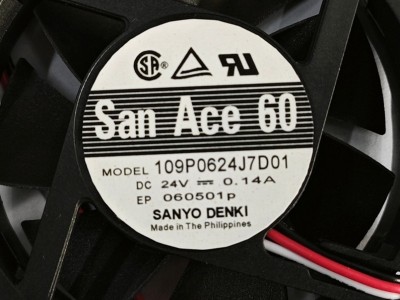 San Ace 60
MODEL 109P0624J7D01
DC 24V ⎓ 0.14A
EP 060501p
SANYO DENKI
Made in The Philippines